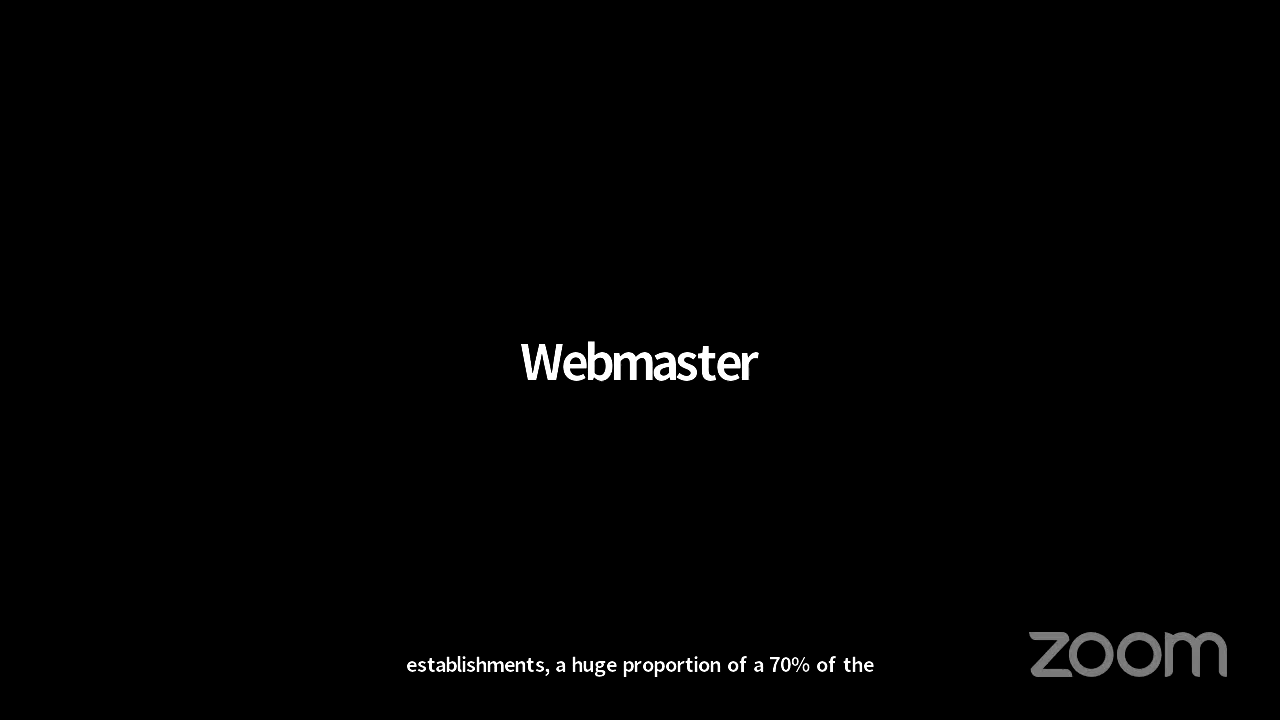 Webmaster
establishments, a huge proportion of a 70% of the
zoom